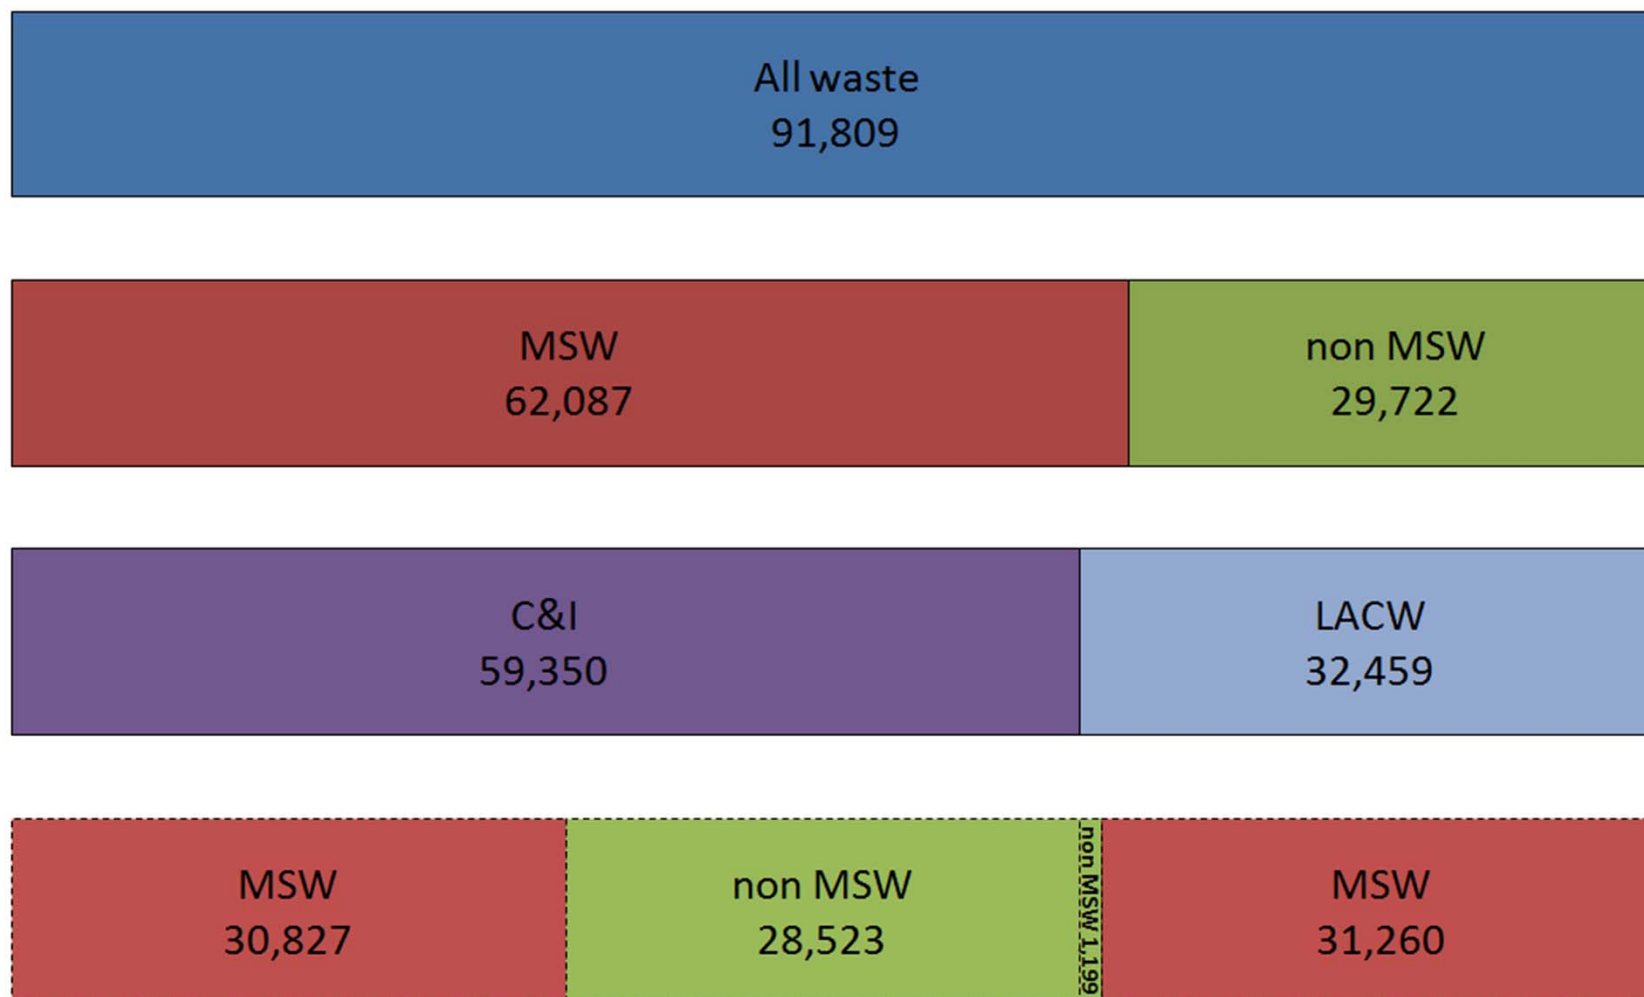 All waste
91,809
MSW
62,087
non MSW
29,722
C&I
59,350
LACW
32,459
MSW
30,827
non MSW
28,523
non MSW 1,199
MSW
31,260